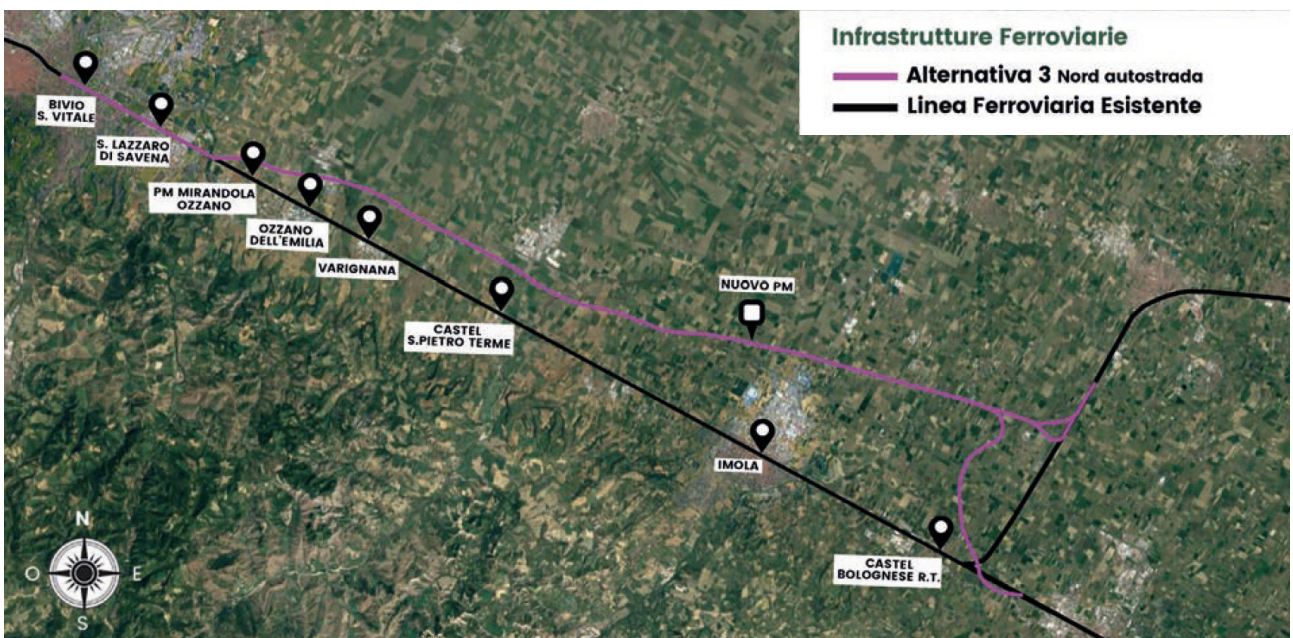 Infrastrutture Ferroviarie
Alternativa 3 Nord autostrada
Linea Ferroviaria Esistente
BIVIO
S. VITALE
S. LAZZARO
DI SAVENA
PM MIRANDOLA
OZZANO
OZZANO
DELL'EMILIA
VARIGNANA
CASTEL
S.PIETRO TERME
NUOVO PM
IMOLA
CASTEL
BOLOGNESE R.T.
N
O
E
S